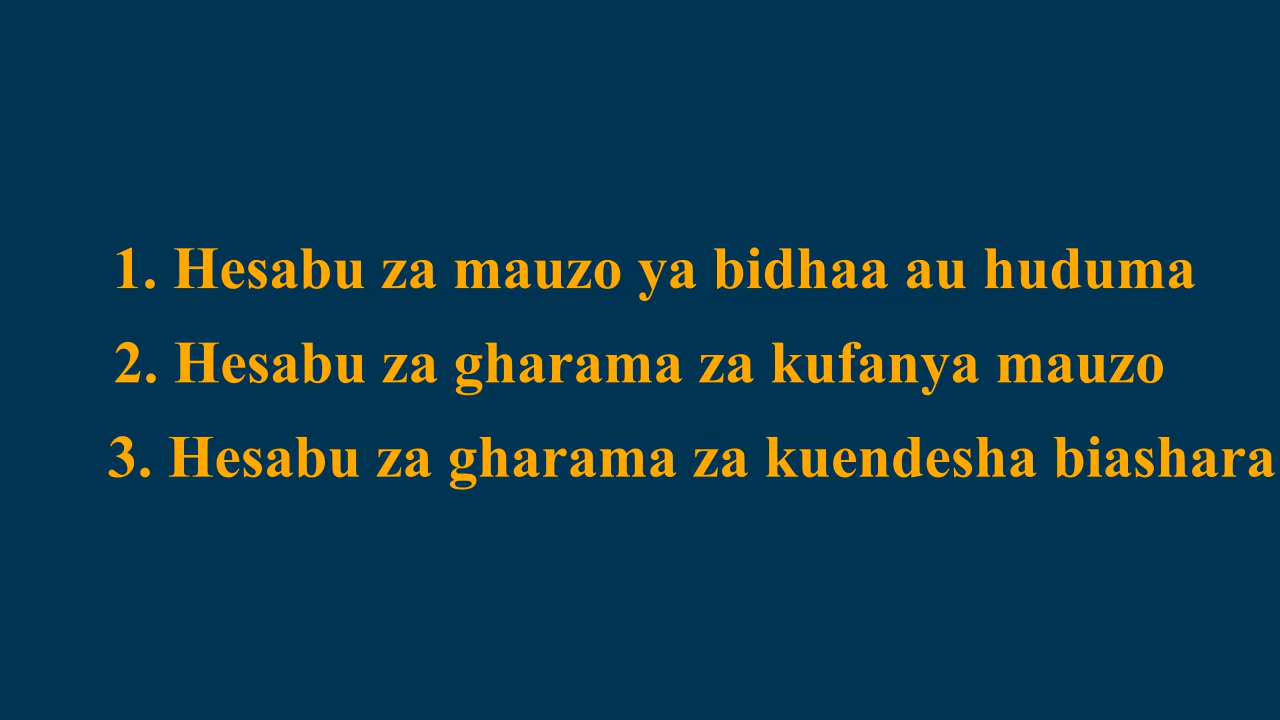 1. Hesabu za mauzo ya bidhaa au huduma
2. Hesabu za gharama za kufanya mauzo
3. Hesabu za gharama za kuendesha biashara